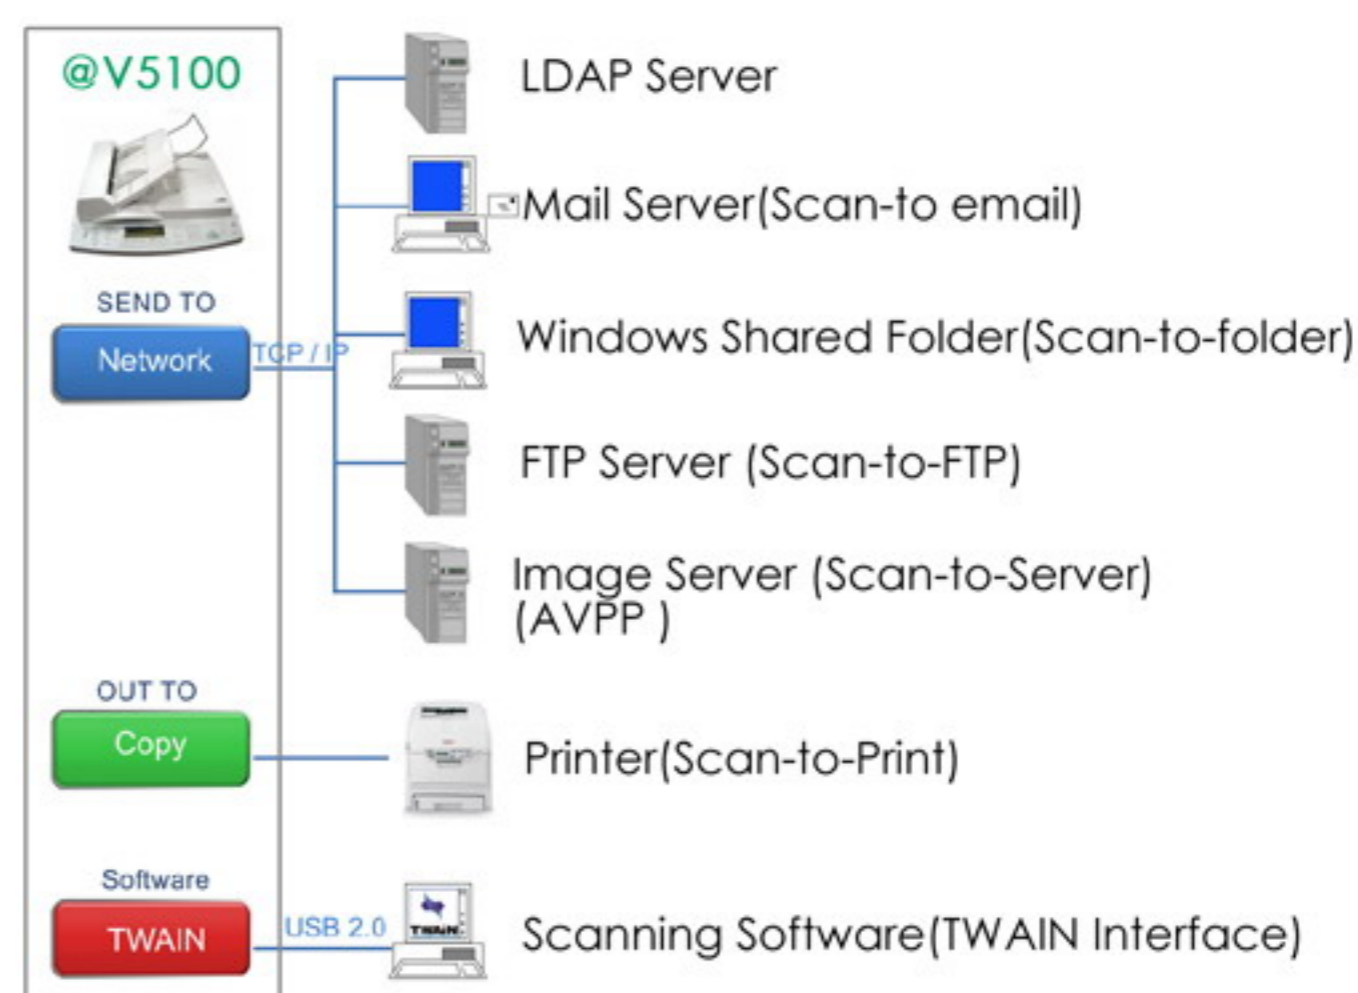 @V5100
LDAP Server
Mail Server(Scan-to email)
SEND TO
Network
TCP / IP
Windows Shared Folder(Scan-to-folder)
FTP Server (Scan-to-FTP)
Image Server (Scan-to-Server)
(AVPP )
OUT TO
Copy
Printer(Scan-to-Print)
Software
TWAIN
USB 2.0
TWAIN
Scanning Software(TWAIN Interface)